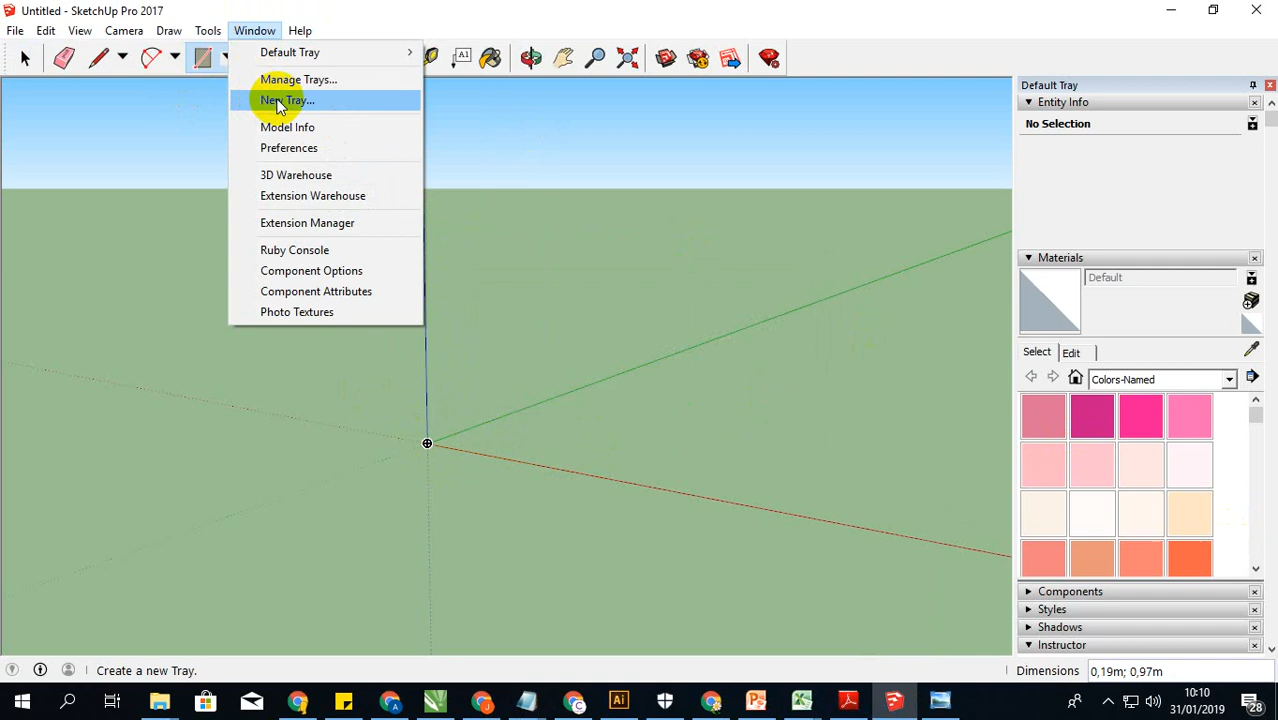 Untitled - SketchUp Pro 2017
File Edit View Camera Draw Tools Window Help
Default Tray
Manage Trays...
New Tray...
Model Info
Preferences
3D Warehouse
Extension Warehouse
Extension Manager
Ruby Console
Component Options
Component Attributes
Photo Textures
A1
Default Tray
Entity Info
No Selection
Materials
Default
Select Edit
Colors-Named
Components
Styles
Shadows
Instructor
Create a new Tray.
Dimensions 0,19m; 0,97m
10:10
31/01/2019
28